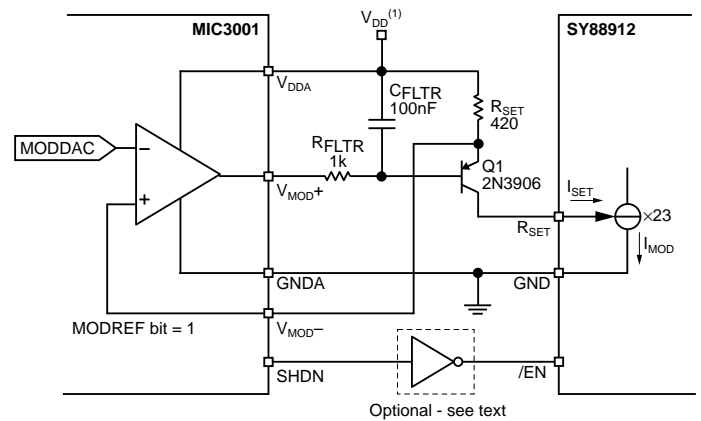 MIC3001
VDD(1)
SY88912
VDDA
CFLTR
100nF
RSET
420
MODDAC
−
+
RFLTR
1k
VMOD+
Q1
2N3906
ISET
×23
RSET
IMOD
GNDA
GND
MODREF bit = 1
VMOD−
SHDN
/EN
Optional - see text